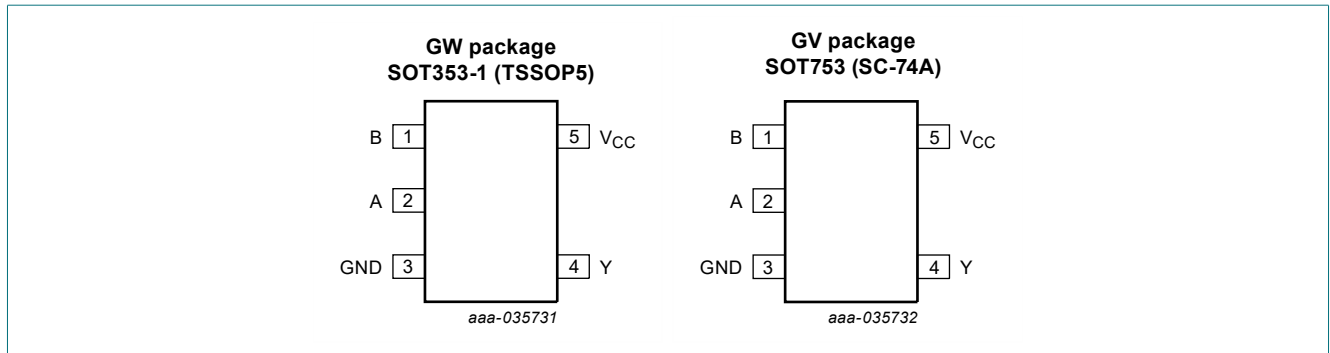 GW package
SOT353-1 (TSSOP5)
B 1
5 VCC
A 2
GND 3
4 Y
aaa-035731
GV package
SOT753 (SC-74A)
B 1
5 VCC
A 2
GND 3
4 Y
aaa-035732